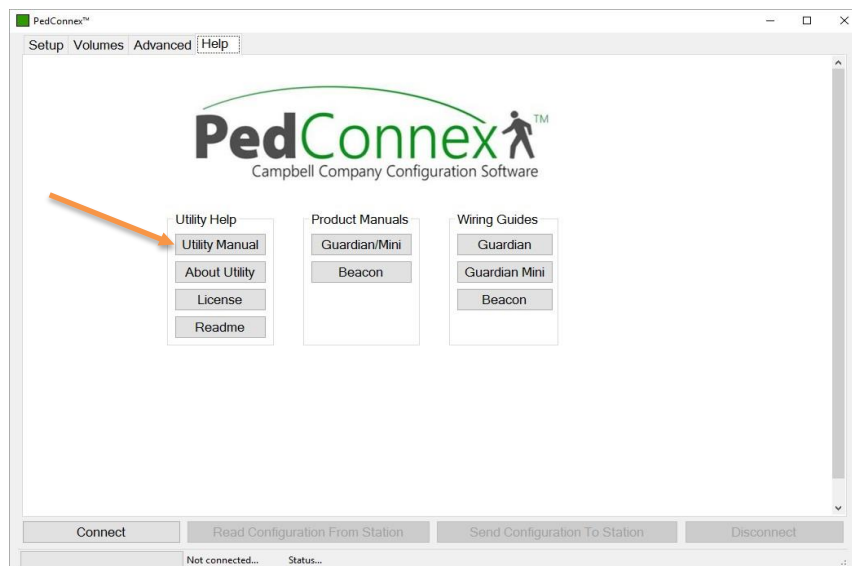 PedConnex™
Setup Volumes Advanced Help
PedConnex™
Campbell Company Configuration Software
Utility Help Product Manuals Wiring Guides
Utility Manual Guardian/Mini Guardian
About Utility Beacon Guardian Mini
License Beacon
Readme
Connect Read Configuration From Station Send Configuration To Station Disconnect
Not connected... Status...